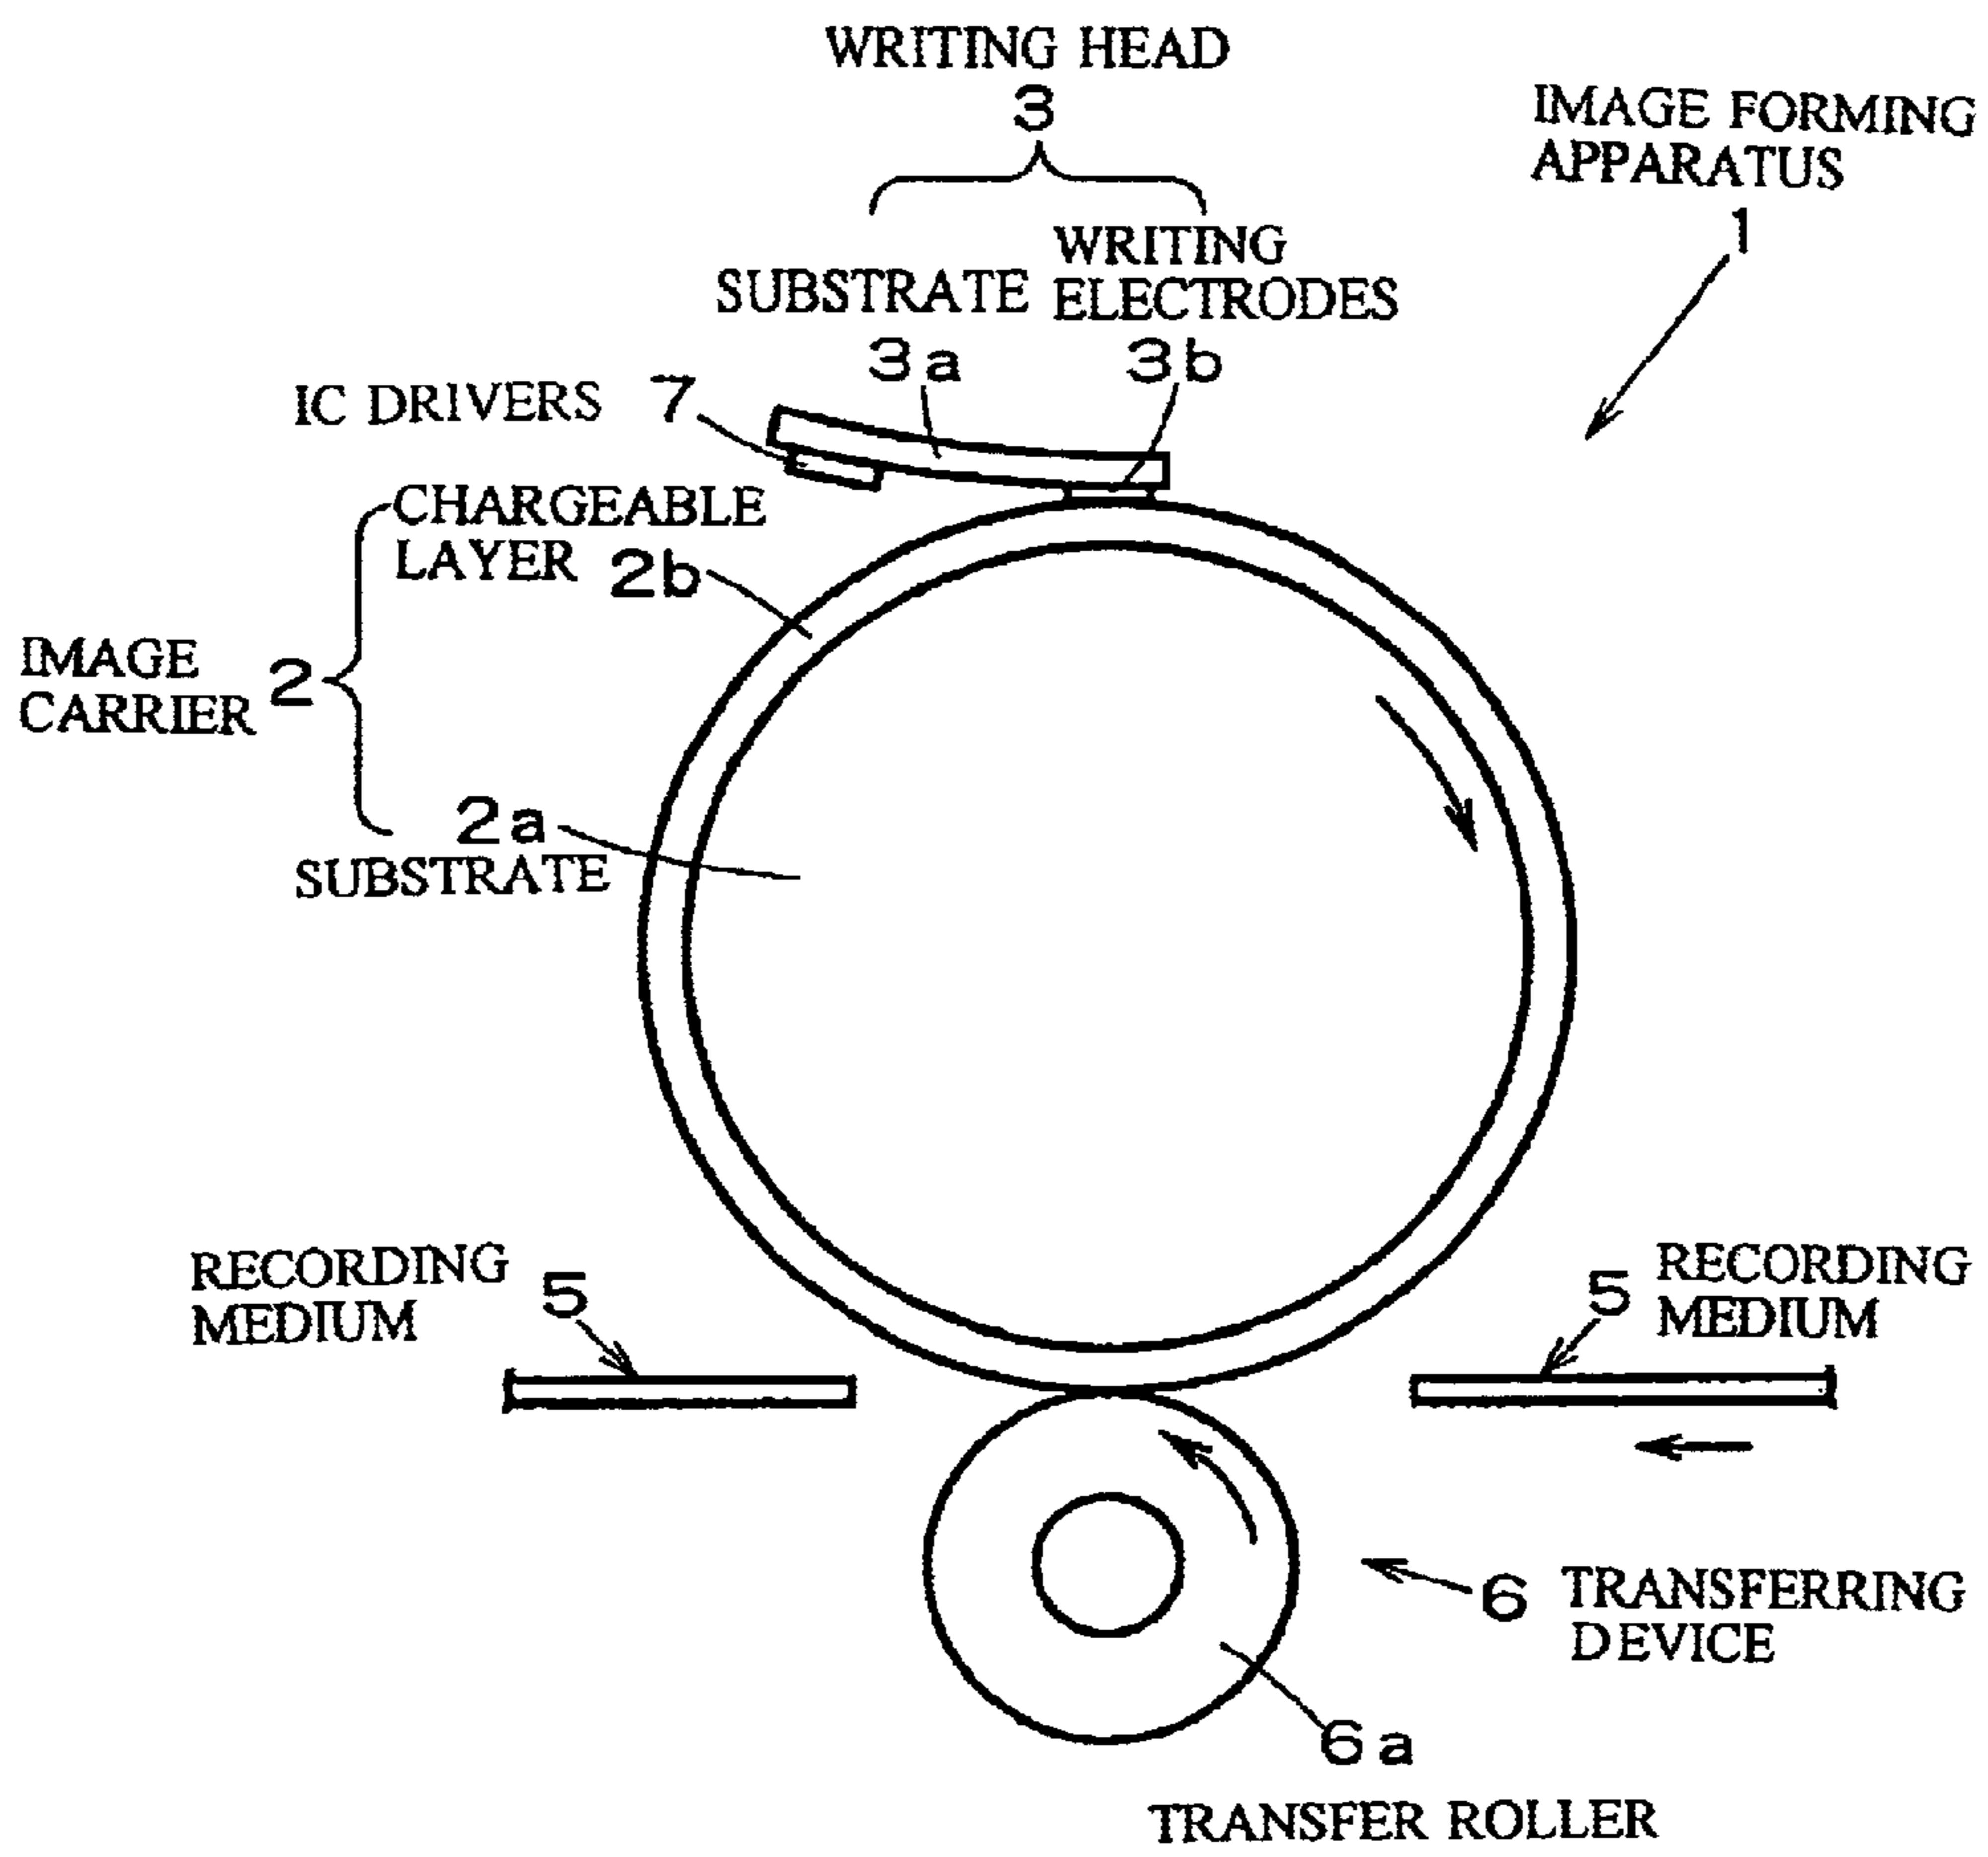 WRITING HEAD
3
IMAGE FORMING
APPARATUS
1
SUBSTRATE
3a
WRITING
ELECTRODES
3b
IC DRIVERS 7
CHARGEABLE
LAYER 2b
IMAGE
CARRIER 2
2a
SUBSTRATE
RECORDING
MEDIUM 5
5 RECORDING
MEDIUM
6 TRANSFERRING
DEVICE
6a
TRANSFER ROLLER